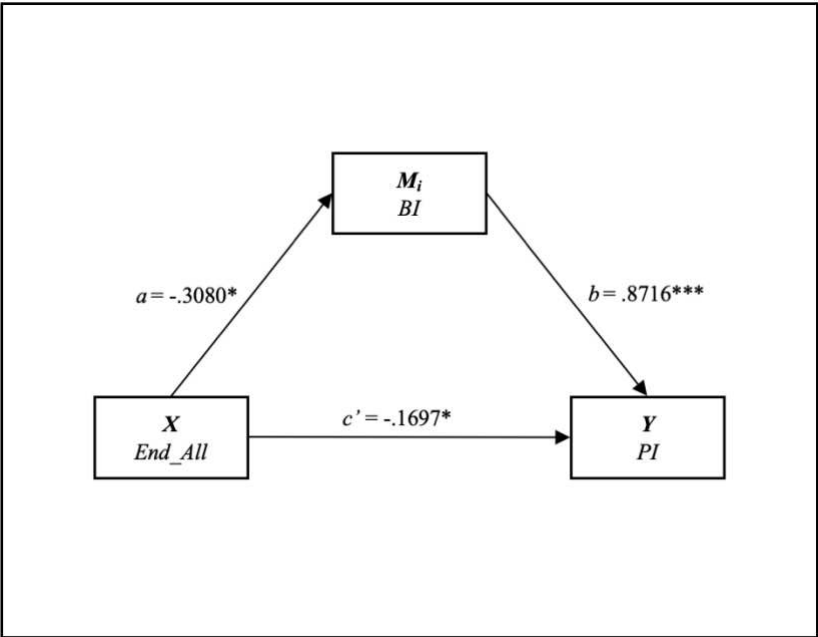 Mi
BI
a = -.3080*
b = .8716***
X
End_All
c’ = -.1697*
Y
PI